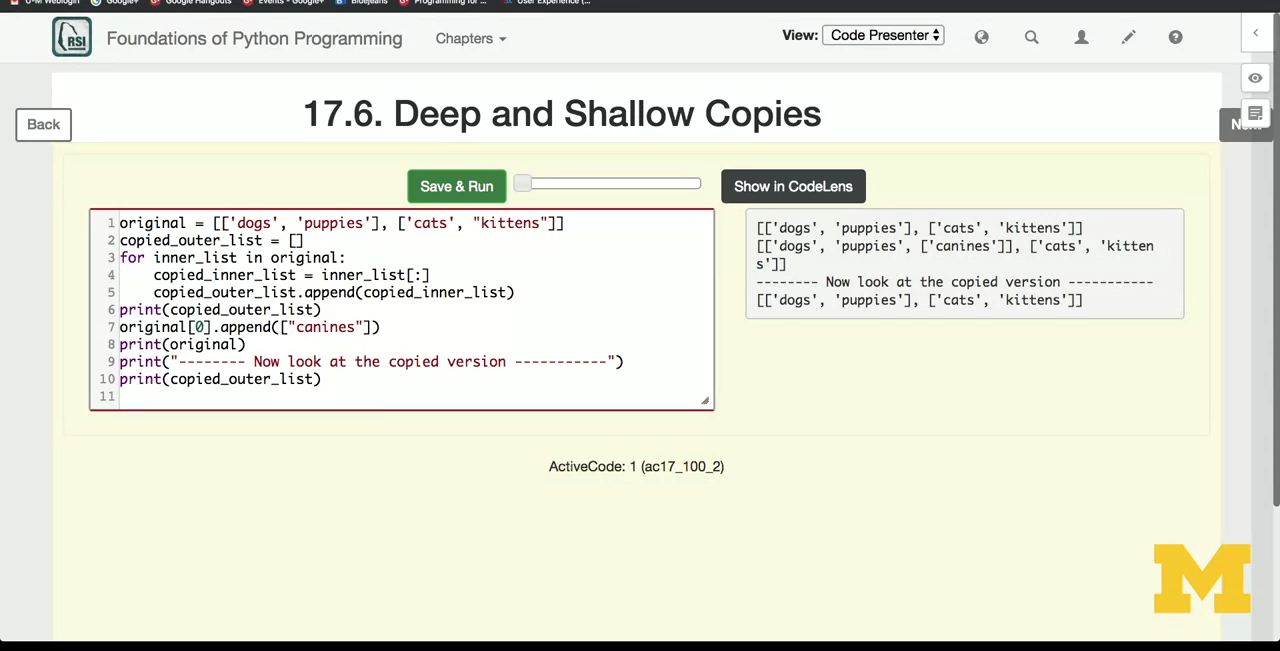 U-M Weblogin Google+ Google Hangouts Events - Google+ Bluejeans Programming for ... User Experience (...
RSI Foundations of Python Programming Chapters View: Code Presenter
Back
17.6. Deep and Shallow Copies
Save & Run Show in CodeLens
1 original = [['dogs', 'puppies'], ['cats', "kittens"]]
2 copied_outer_list = []
3 for inner_list in original:
4     copied_inner_list = inner_list[:]
5     copied_outer_list.append(copied_inner_list)
6 print(copied_outer_list)
7 original[0].append(["canines"])
8 print(original)
9 print("-------- Now look at the copied version -----------")
10 print(copied_outer_list)
11
[['dogs', 'puppies'], ['cats', 'kittens']]
[['dogs', 'puppies', ['canines']], ['cats', 'kitten
s']]
-------- Now look at the copied version -----------
[['dogs', 'puppies'], ['cats', 'kittens']]
ActiveCode: 1 (ac17_100_2)
M